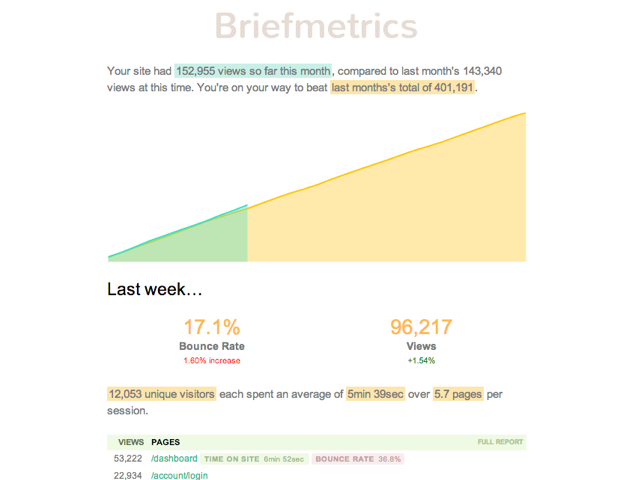 Briefmetrics
Your site had 152,955 views so far this month, compared to last month's 143,340
views at this time. You're on your way to beat last months's total of 401,191.
Last week…
17.1%
Bounce Rate
1.60% increase
96,217
Views
+1.54%
12,053 unique visitors each spent an average of 5min 39sec over 5.7 pages per
session.
VIEWS PAGES FULL REPORT
53,222 /dashboard TIME ON SITE 6min 52sec BOUNCE RATE 36.8%
22,934 /account/login